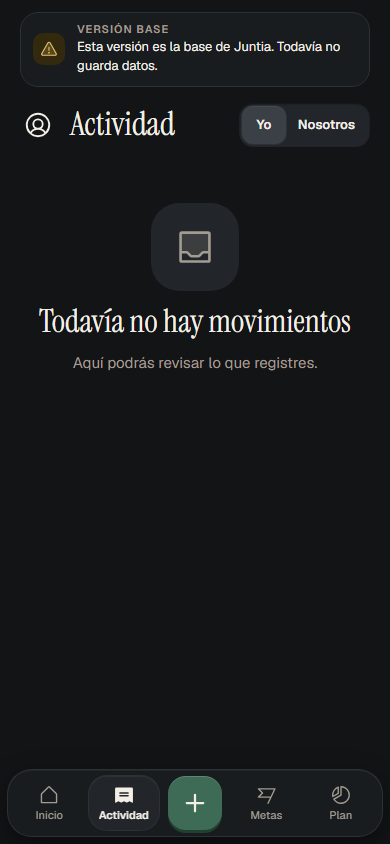 VERSIÓN BASE
Esta versión es la base de Juntia. Todavía no
guarda datos.
Actividad
Yo
Nosotros
Todavía no hay movimientos
Aquí podrás revisar lo que registres.
Inicio
Actividad
Metas
Plan